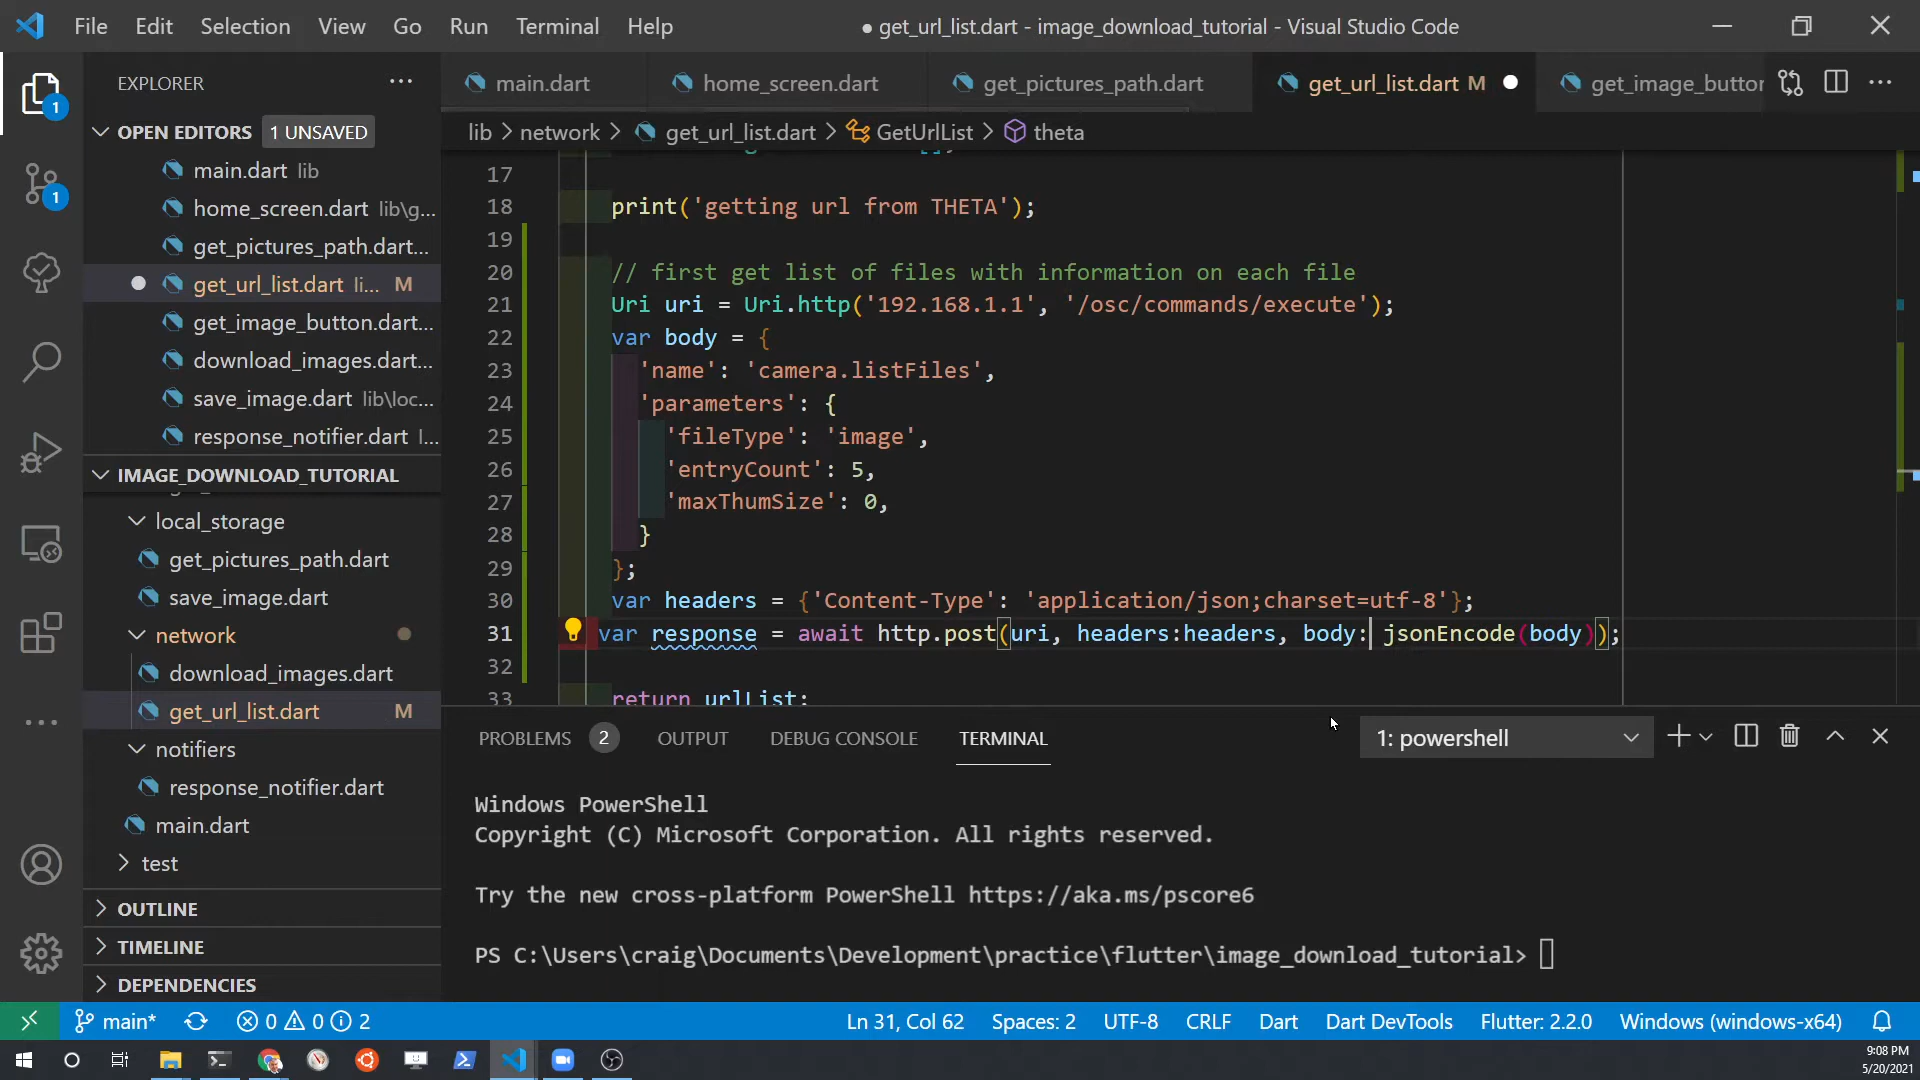 File Edit Selection View Go Run Terminal Help
● get_url_list.dart - image_download_tutorial - Visual Studio Code
EXPLORER
main.dart
home_screen.dart
get_pictures_path.dart
get_url_list.dart M
get_image_button
OPEN EDITORS 1 UNSAVED
lib > network > get_url_list.dart > GetUrlList > theta
main.dart lib
home_screen.dart lib\g...
get_pictures_path.dart...
get_url_list.dart li... M
get_image_button.dart...
download_images.dart...
save_image.dart lib\loc...
response_notifier.dart l...
IMAGE_DOWNLOAD_TUTORIAL
local_storage
get_pictures_path.dart
save_image.dart
network
download_images.dart
get_url_list.dart M
notifiers
response_notifier.dart
main.dart
test
OUTLINE
TIMELINE
DEPENDENCIES
1
1
17
18 print('getting url from THETA');
19
20 // first get list of files with information on each file
21 Uri uri = Uri.http('192.168.1.1', '/osc/commands/execute');
22 var body = {
23 'name': 'camera.listFiles',
24 'parameters': {
25 'fileType': 'image',
26 'entryCount': 5,
27 'maxThumSize': 0,
28 }
29 };
30 var headers = {'Content-Type': 'application/json;charset=utf-8'};
31 var response = await http.post(uri, headers:headers, body: jsonEncode(body));
32
33 return urlList;
PROBLEMS 2 OUTPUT DEBUG CONSOLE TERMINAL 1: powershell
Windows PowerShell
Copyright (C) Microsoft Corporation. All rights reserved.
Try the new cross-platform PowerShell https://aka.ms/pscore6
PS C:\Users\craig\Documents\Development\practice\flutter\image_download_tutorial>
main* 0 0 2 Ln 31, Col 62 Spaces: 2 UTF-8 CRLF Dart Dart DevTools Flutter: 2.2.0 Windows (windows-x64)
9:08 PM
5/20/2021